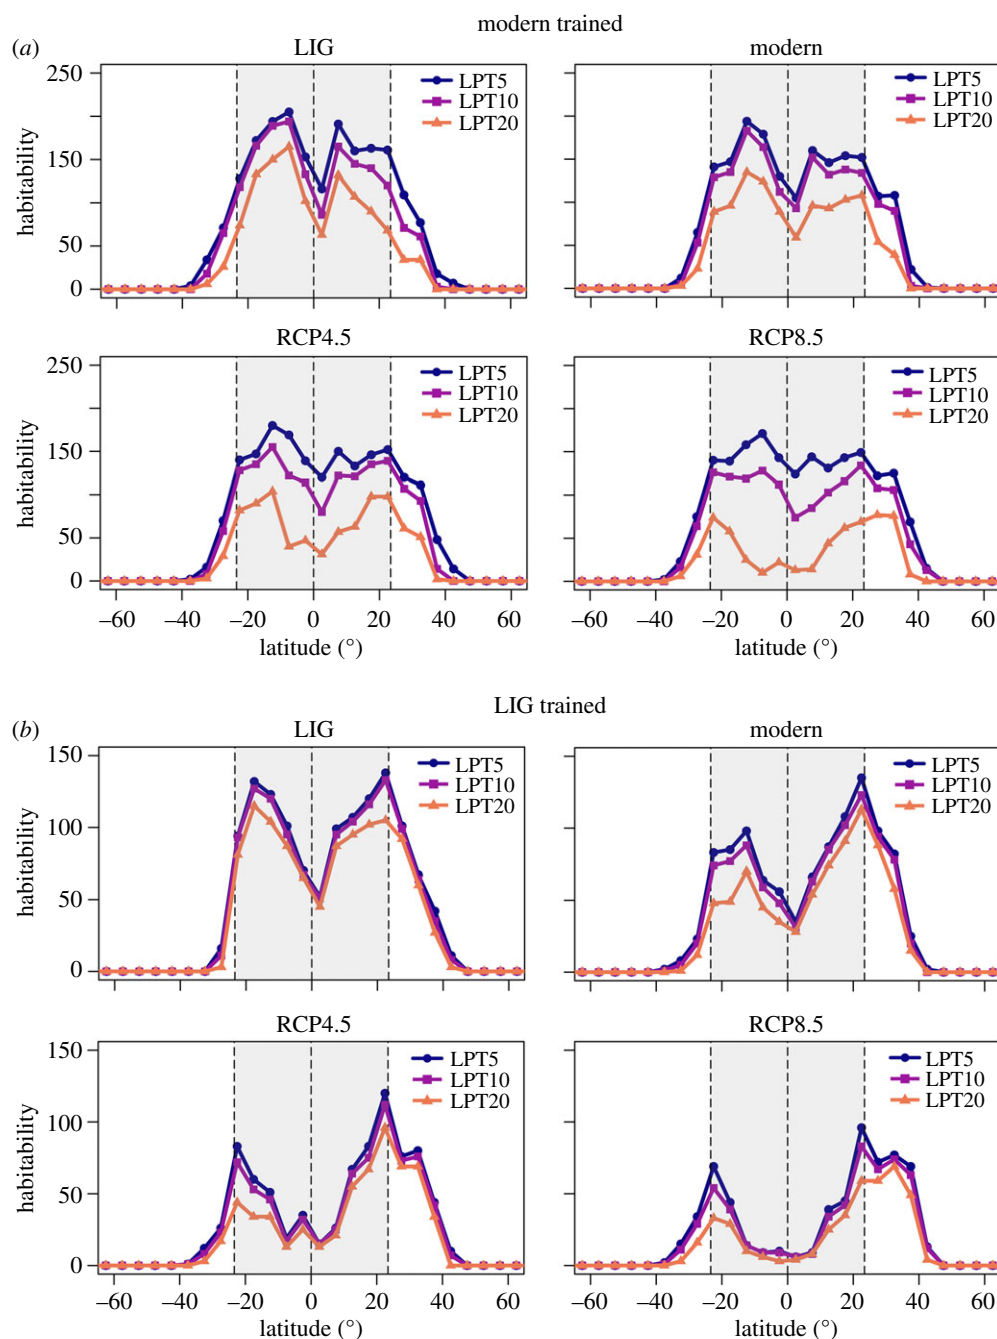 modern trained
(a)
LIG
modern
250
150
50
0
habitability
LPT5
LPT10
LPT20
LPT5
LPT10
LPT20
RCP4.5
RCP8.5
250
150
50
0
habitability
LPT5
LPT10
LPT20
LPT5
LPT10
LPT20
–60 –40 –20 0 20 40 60
–60 –40 –20 0 20 40 60
latitude (°)
latitude (°)
LIG trained
(b)
LIG
modern
150
100
50
0
habitability
LPT5
LPT10
LPT20
LPT5
LPT10
LPT20
RCP4.5
RCP8.5
150
100
50
0
habitability
LPT5
LPT10
LPT20
LPT5
LPT10
LPT20
–60 –40 –20 0 20 40 60
–60 –40 –20 0 20 40 60
latitude (°)
latitude (°)